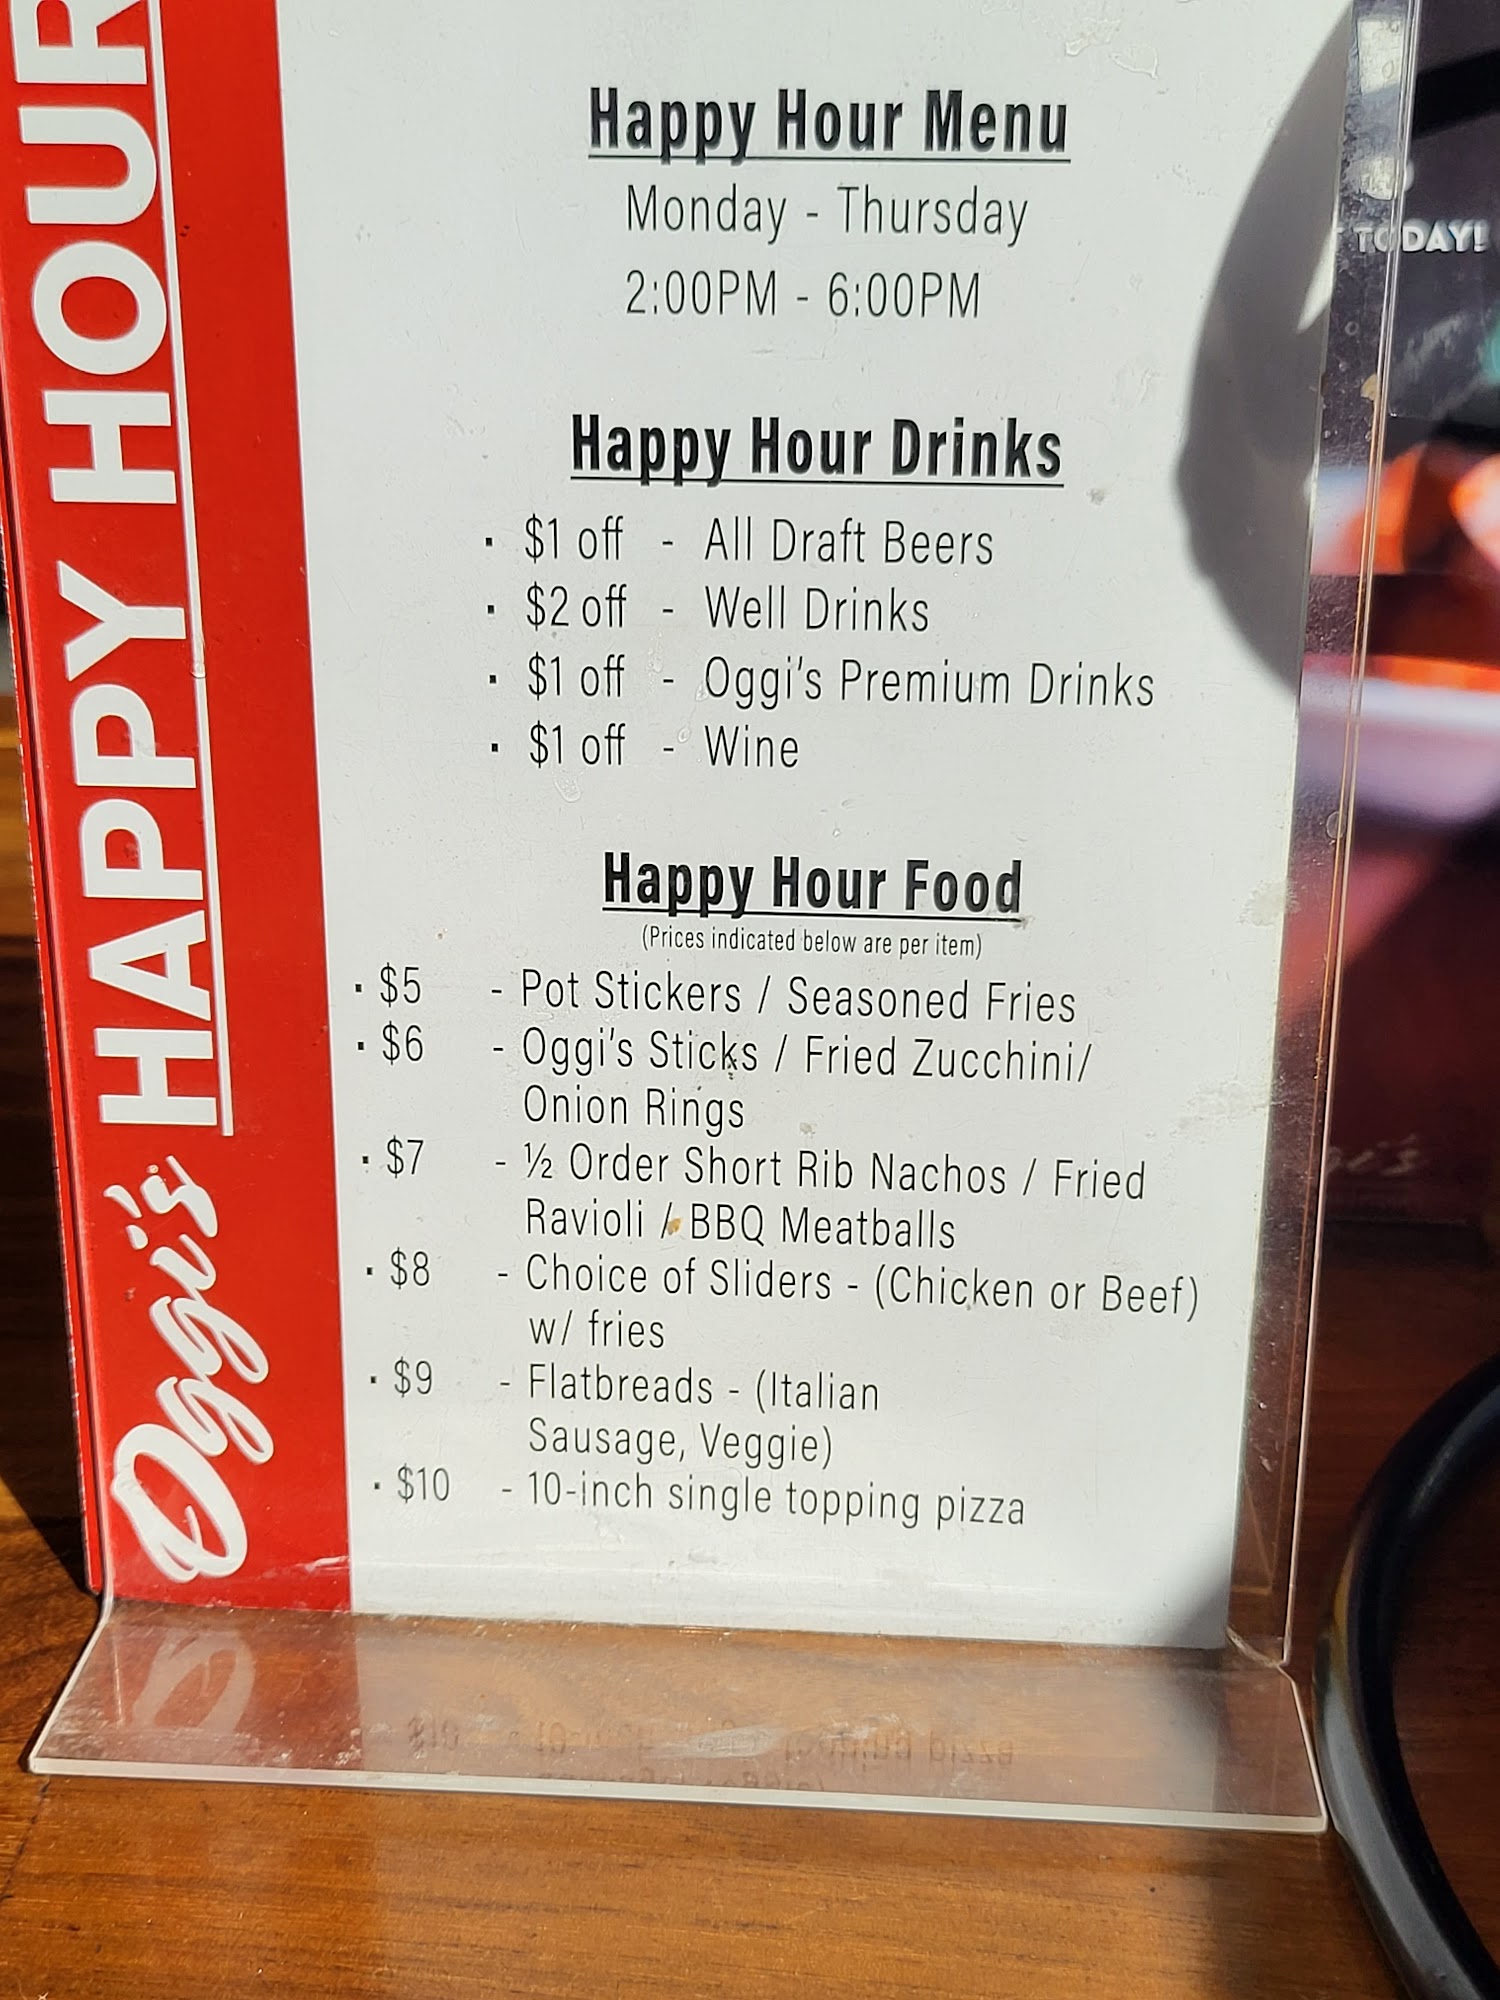 Oggi's HAPPY HOUR
Happy Hour Menu
Monday - Thursday
2:00PM - 6:00PM
Happy Hour Drinks
· $1 off - All Draft Beers
· $2 off - Well Drinks
· $1 off - Oggi's Premium Drinks
· $1 off - Wine
Happy Hour Food
(Prices indicated below are per item)
· $5 - Pot Stickers / Seasoned Fries
· $6 - Oggi's Sticks / Fried Zucchini/
Onion Rings
· $7 - ½ Order Short Rib Nachos / Fried
Ravioli / BBQ Meatballs
· $8 - Choice of Sliders - (Chicken or Beef)
w/ fries
· $9 - Flatbreads - (Italian
Sausage, Veggie)
· $10 - 10-inch single topping pizza
TODAY!